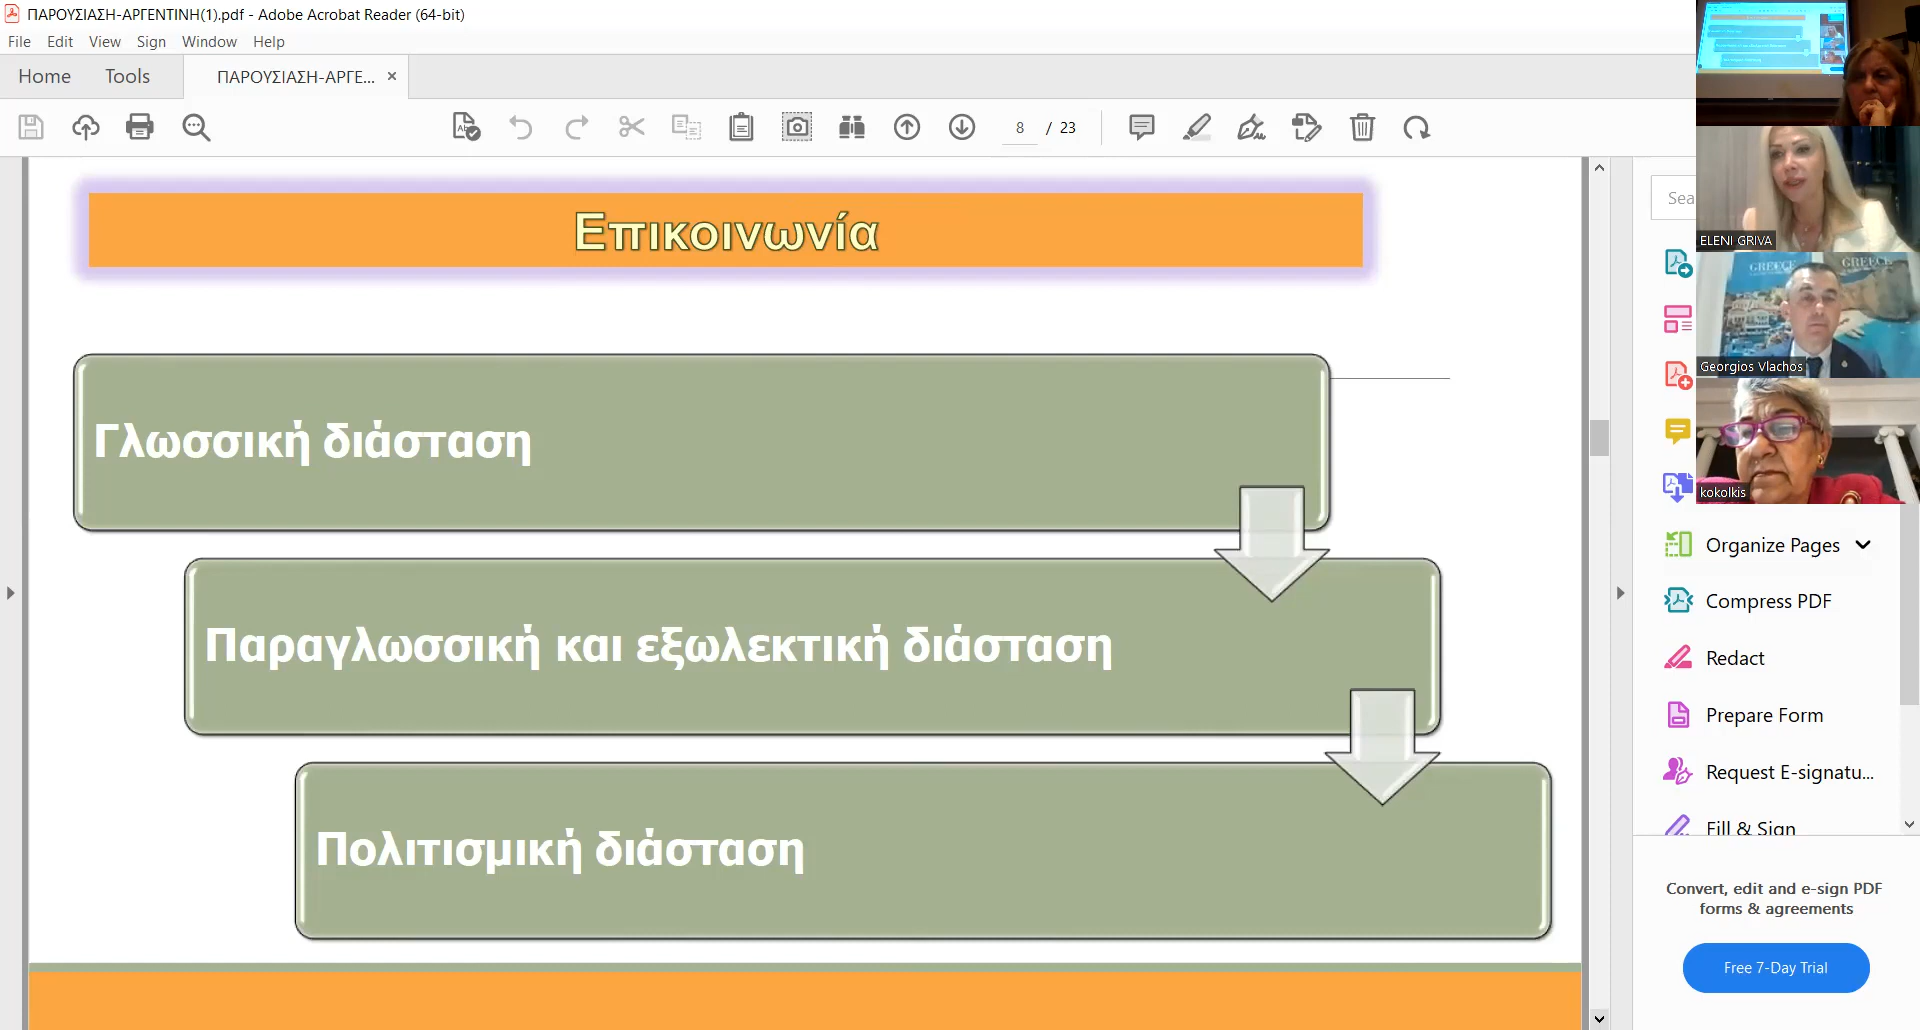 ΠΑΡΟΥΣΙΑΣΗ-ΑΡΓΕΝΤΙΝΗ(1).pdf - Adobe Acrobat Reader (64-bit)
File Edit View Sign Window Help
Home Tools ΠΑΡΟΥΣΙΑΣΗ-ΑΡΓΕ... ×
8 / 23
Επικοινωνία
Γλωσσική διάσταση
Παραγλωσσική και εξωλεκτική διάσταση
Πολιτισμική διάσταση
Sea
ELENI GRIVA
GREECE
GREECE
Georgios Vlachos
kokolkis
Organize Pages
Compress PDF
Redact
Prepare Form
Request E-signatu...
Fill & Sign
Convert, edit and e-sign PDF
forms & agreements
Free 7-Day Trial